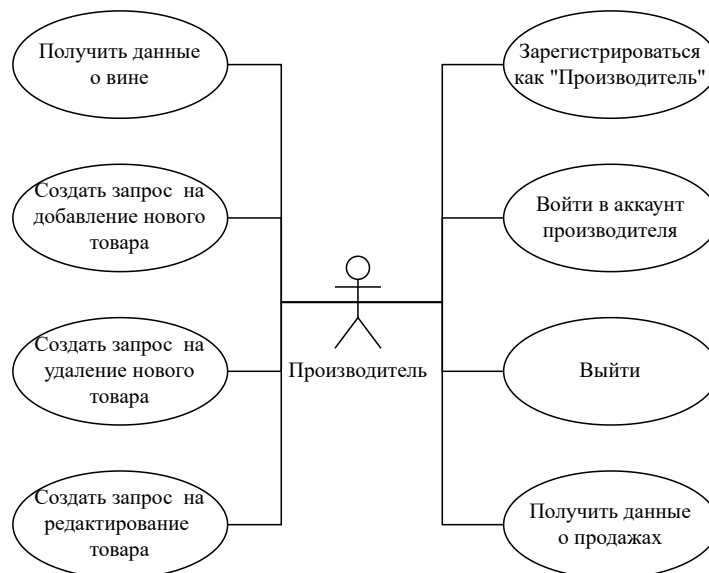 Получить данные
о вине
Зарегистрироваться
как "Производитель"
Создать запрос  на
добавление нового
товара
Войти в аккаунт
производителя
Производитель
Создать запрос  на
удаление нового
товара
Выйти
Создать запрос  на
редактирование
товара
Получить данные
о продажах